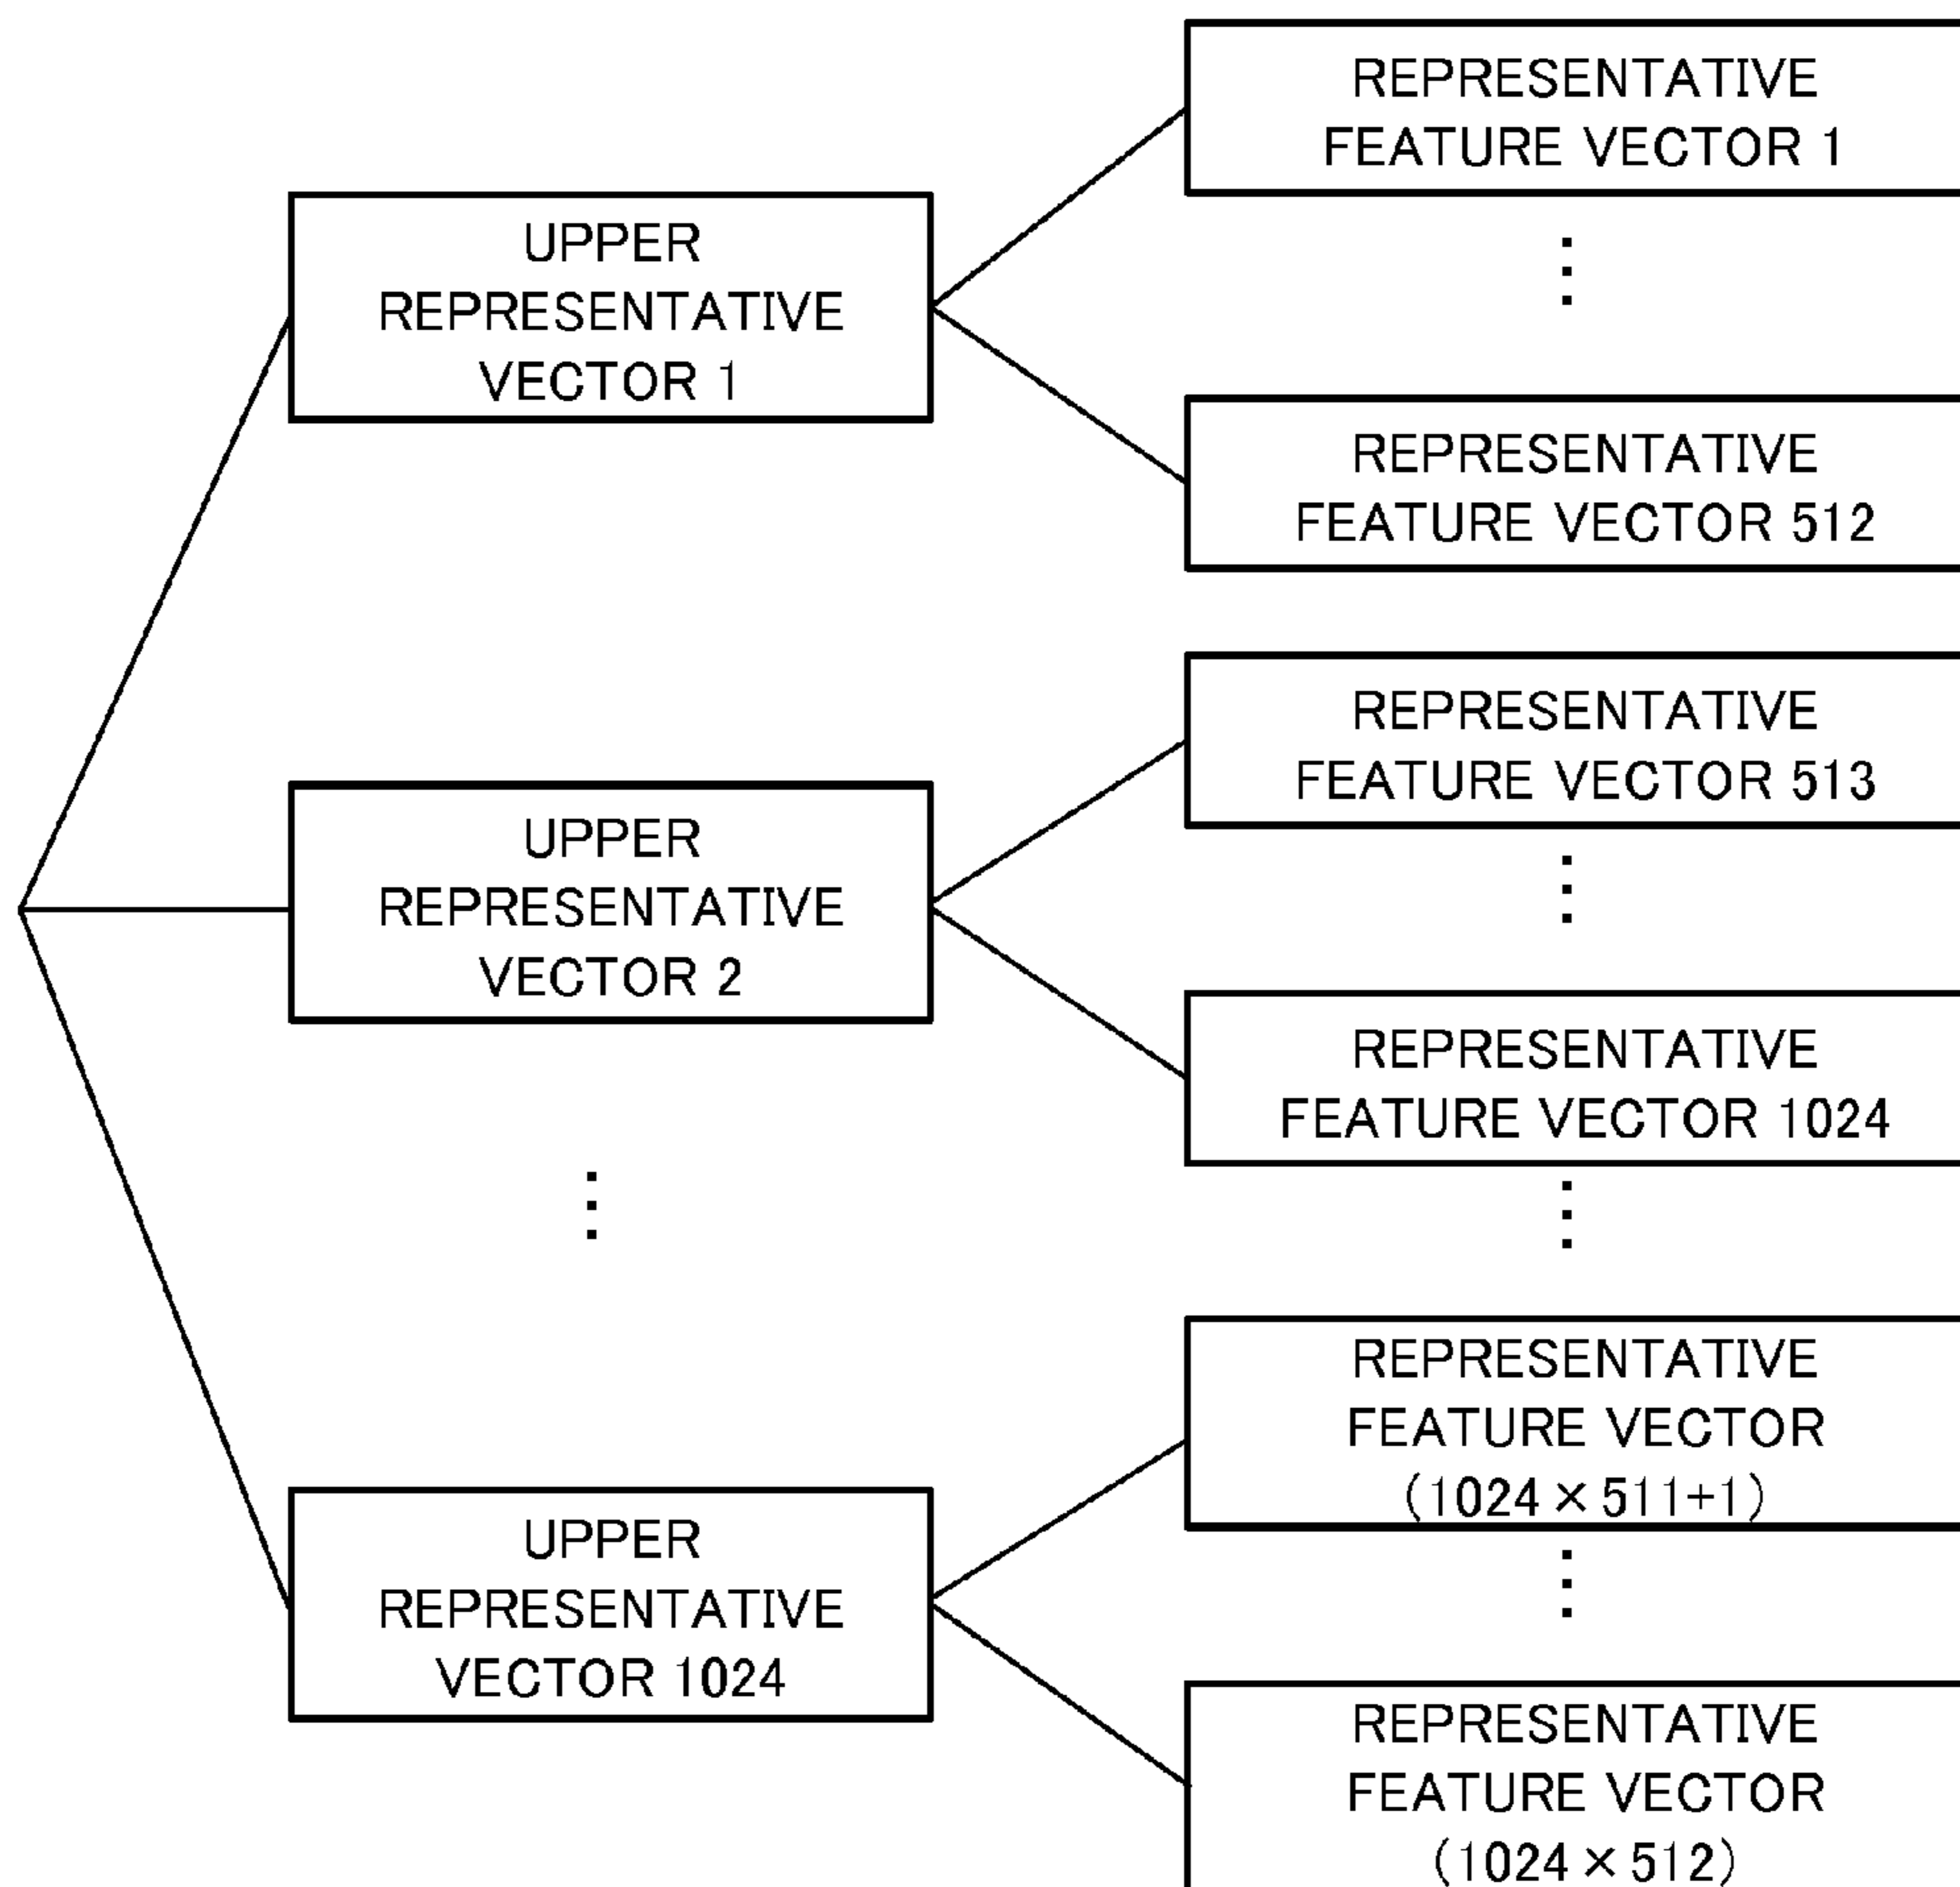 UPPER
REPRESENTATIVE
VECTOR 1
REPRESENTATIVE
FEATURE VECTOR 1
REPRESENTATIVE
FEATURE VECTOR 512
UPPER
REPRESENTATIVE
VECTOR 2
REPRESENTATIVE
FEATURE VECTOR 513
REPRESENTATIVE
FEATURE VECTOR 1024
UPPER
REPRESENTATIVE
VECTOR 1024
REPRESENTATIVE
FEATURE VECTOR
(1024×511+1)
REPRESENTATIVE
FEATURE VECTOR
(1024×512)